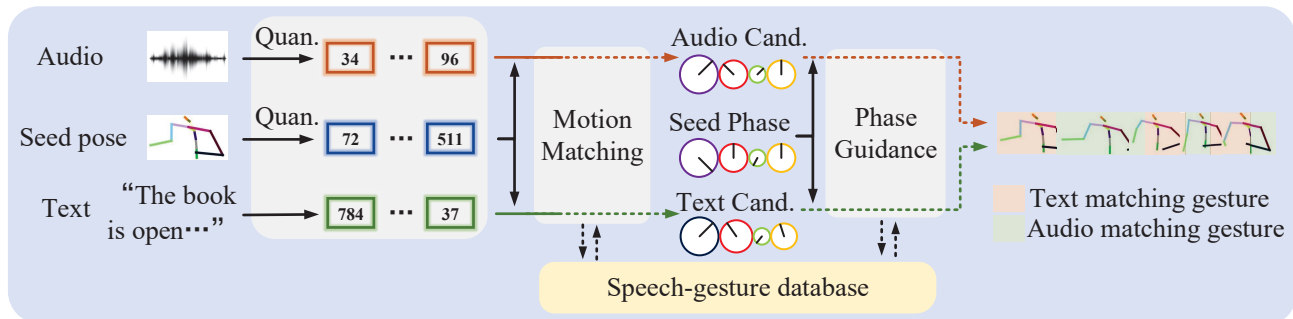 Audio
Quan.
34 ... 96
Audio Cand.
Seed pose
Quan.
72 ... 511
Motion
Matching
Seed Phase
Phase
Guidance
Text
“The book
is open...”
784 ... 37
Text Cand.
Text matching gesture
Audio matching gesture
Speech-gesture database